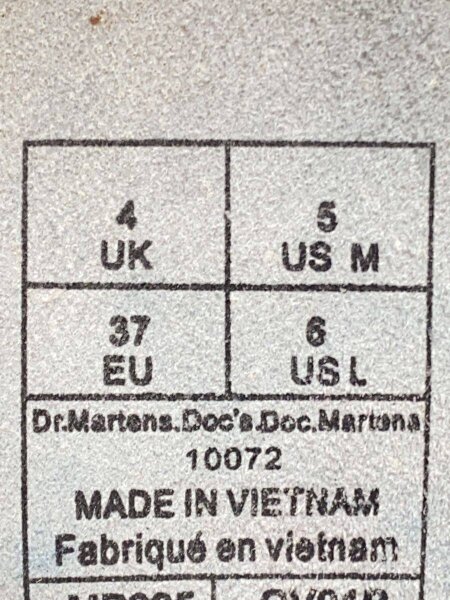 4 5
UK US M
37 6
EU US L
Dr.Martens.Doc's.Doc.Martens
10072
MADE IN VIETNAM
Fabriqué en vietnam